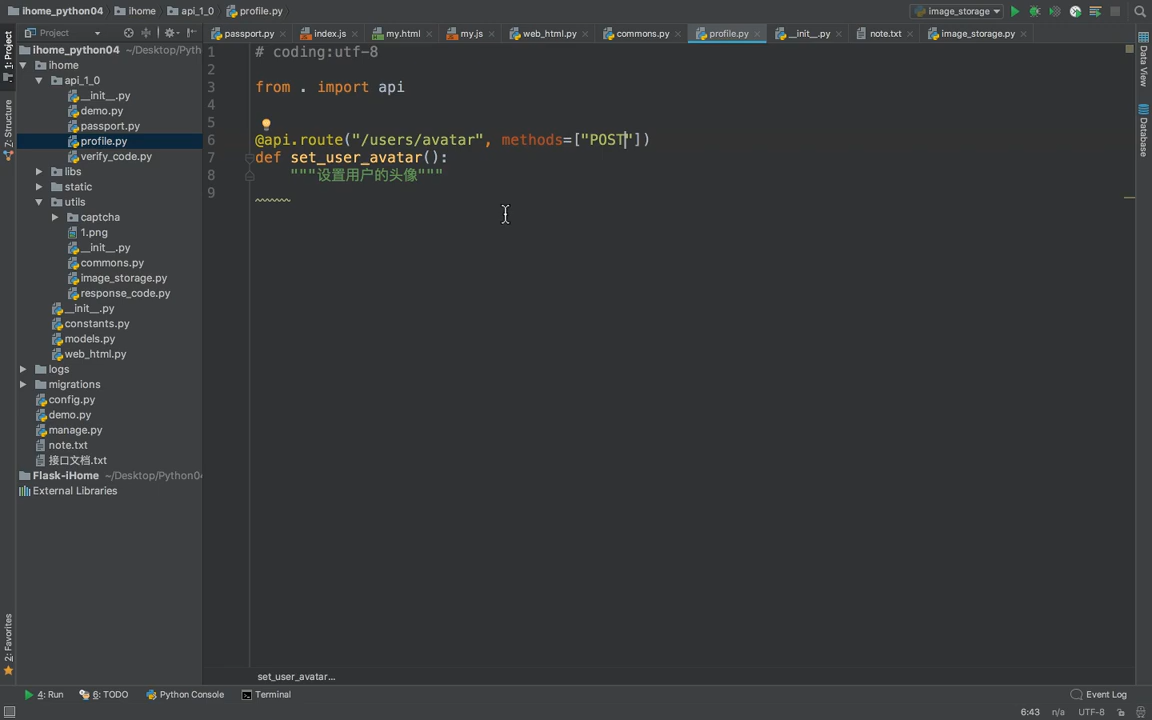 ihome_python04 ihome api_1_0 profile.py image_storage
1: Project
Project
passport.py index.js my.html my.js web_html.py commons.py profile.py __init__.py note.txt image_storage.py
ihome_python04 ~/Desktop/Pyth
ihome
api_1_0
__init__.py
demo.py
passport.py
profile.py
verify_code.py
libs
static
utils
captcha
1.png
__init__.py
commons.py
image_storage.py
response_code.py
__init__.py
constants.py
models.py
web_html.py
logs
migrations
config.py
demo.py
manage.py
note.txt
接口文档.txt
Flask-iHome ~/Desktop/Python0
External Libraries
Z: Structure
2: Favorites
1 # coding:utf-8
2
3 from . import api
4
5
6 @api.route("/users/avatar", methods=["POST"])
7 def set_user_avatar():
8 """设置用户的头像"""
9
Data View
Database
set_user_avatar...
4: Run 6: TODO Python Console Terminal Event Log
6:43 n/a UTF-8